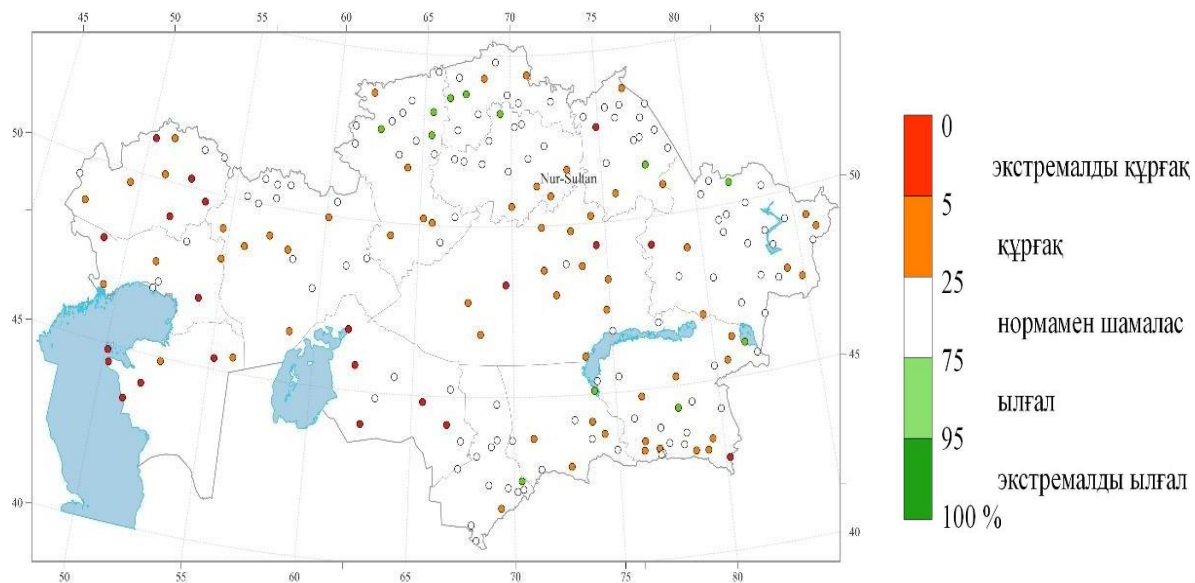 45 50 55 60 65 70 75 80 85
50
45
40
50
45
40
50 55 60 65 70 75 80
Nur-Sultan
0
экстремалды құрғақ
5
құрғақ
25
нормамен шамалас
75
ылғал
95
экстремалды ылғал
100 %